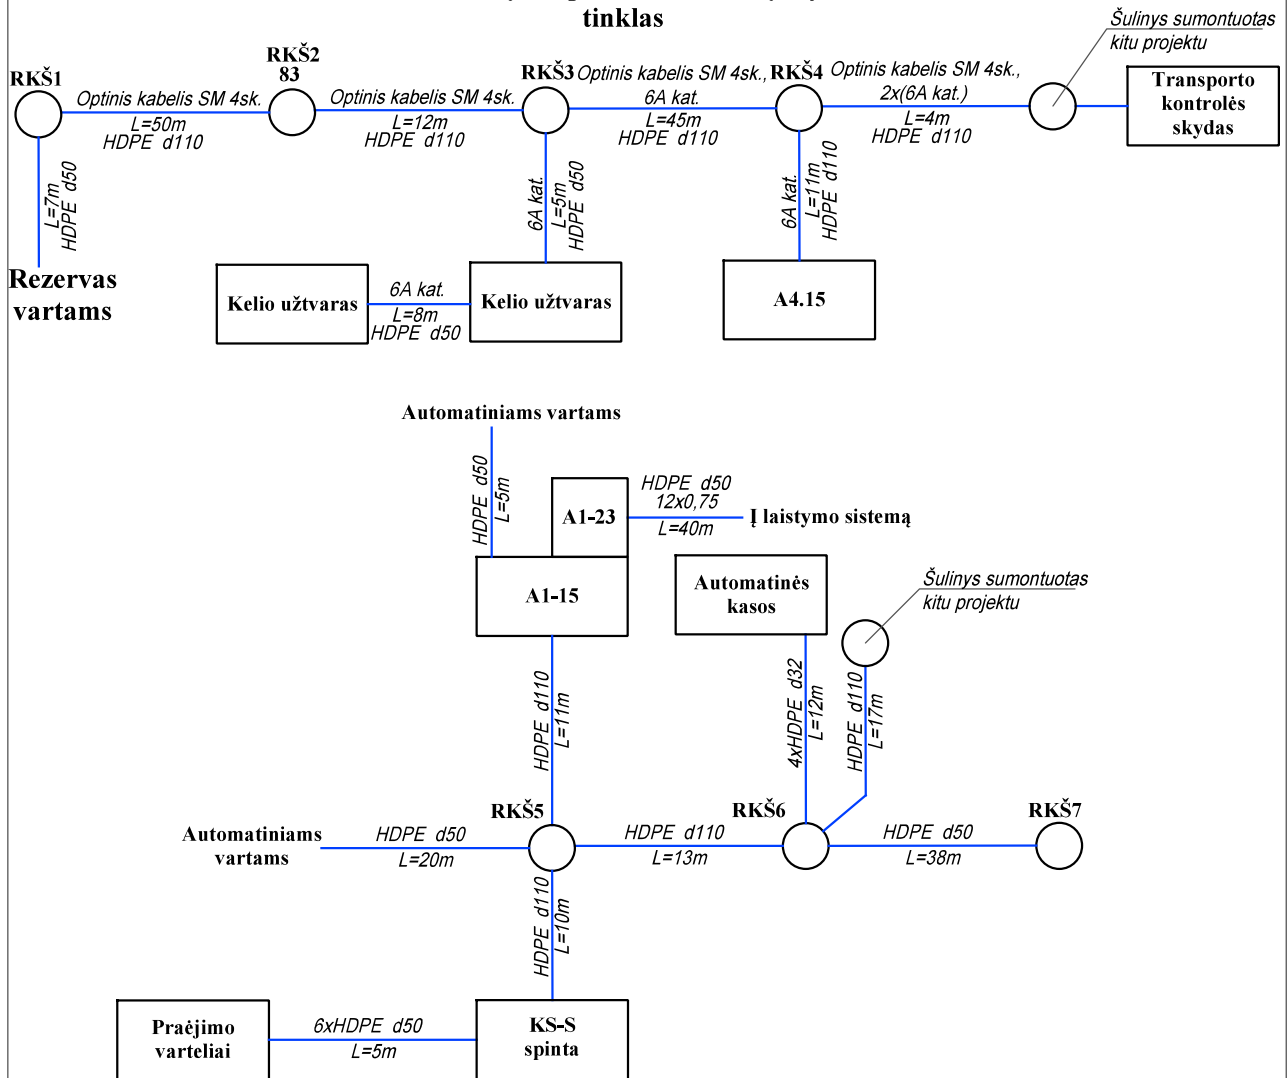 tinklas
Šulinys sumontuotas
kitu projektu
RKŠ1
RKŠ2
83
RKŠ3
Optinis kabelis SM 4sk.,
6A kat.
RKŠ4
Optinis kabelis SM 4sk.,
2x(6A kat.)
Transporto
kontrolės
skydas
Optinis kabelis SM 4sk.
L=50m
HDPE d110
Optinis kabelis SM 4sk.
L=12m
HDPE d110
L=45m
HDPE d110
L=4m
HDPE d110
L=7m
HDPE d50
6A kat.
L=5m
HDPE d50
6A kat.
L=11m
HDPE d110
Rezervas
vartams
Kelio užtvaras
6A kat.
L=8m
HDPE d50
Kelio užtvaras
A4.15
Automatiniams vartams
HDPE d50
L=5m
A1-23
HDPE d50
12x0,75
L=40m
Į laistymo sistemą
A1-15
Automatinės
kasos
Šulinys sumontuotas
kitu projektu
HDPE d110
L=11m
4xHDPE d32
L=12m
HDPE d110
L=17m
RKŠ5
RKŠ6
RKŠ7
Automatiniams
vartams
HDPE d50
L=20m
HDPE d110
L=13m
HDPE d50
L=38m
HDPE d110
L=10m
Praėjimo
varteliai
6xHDPE d50
L=5m
KS-S
spinta